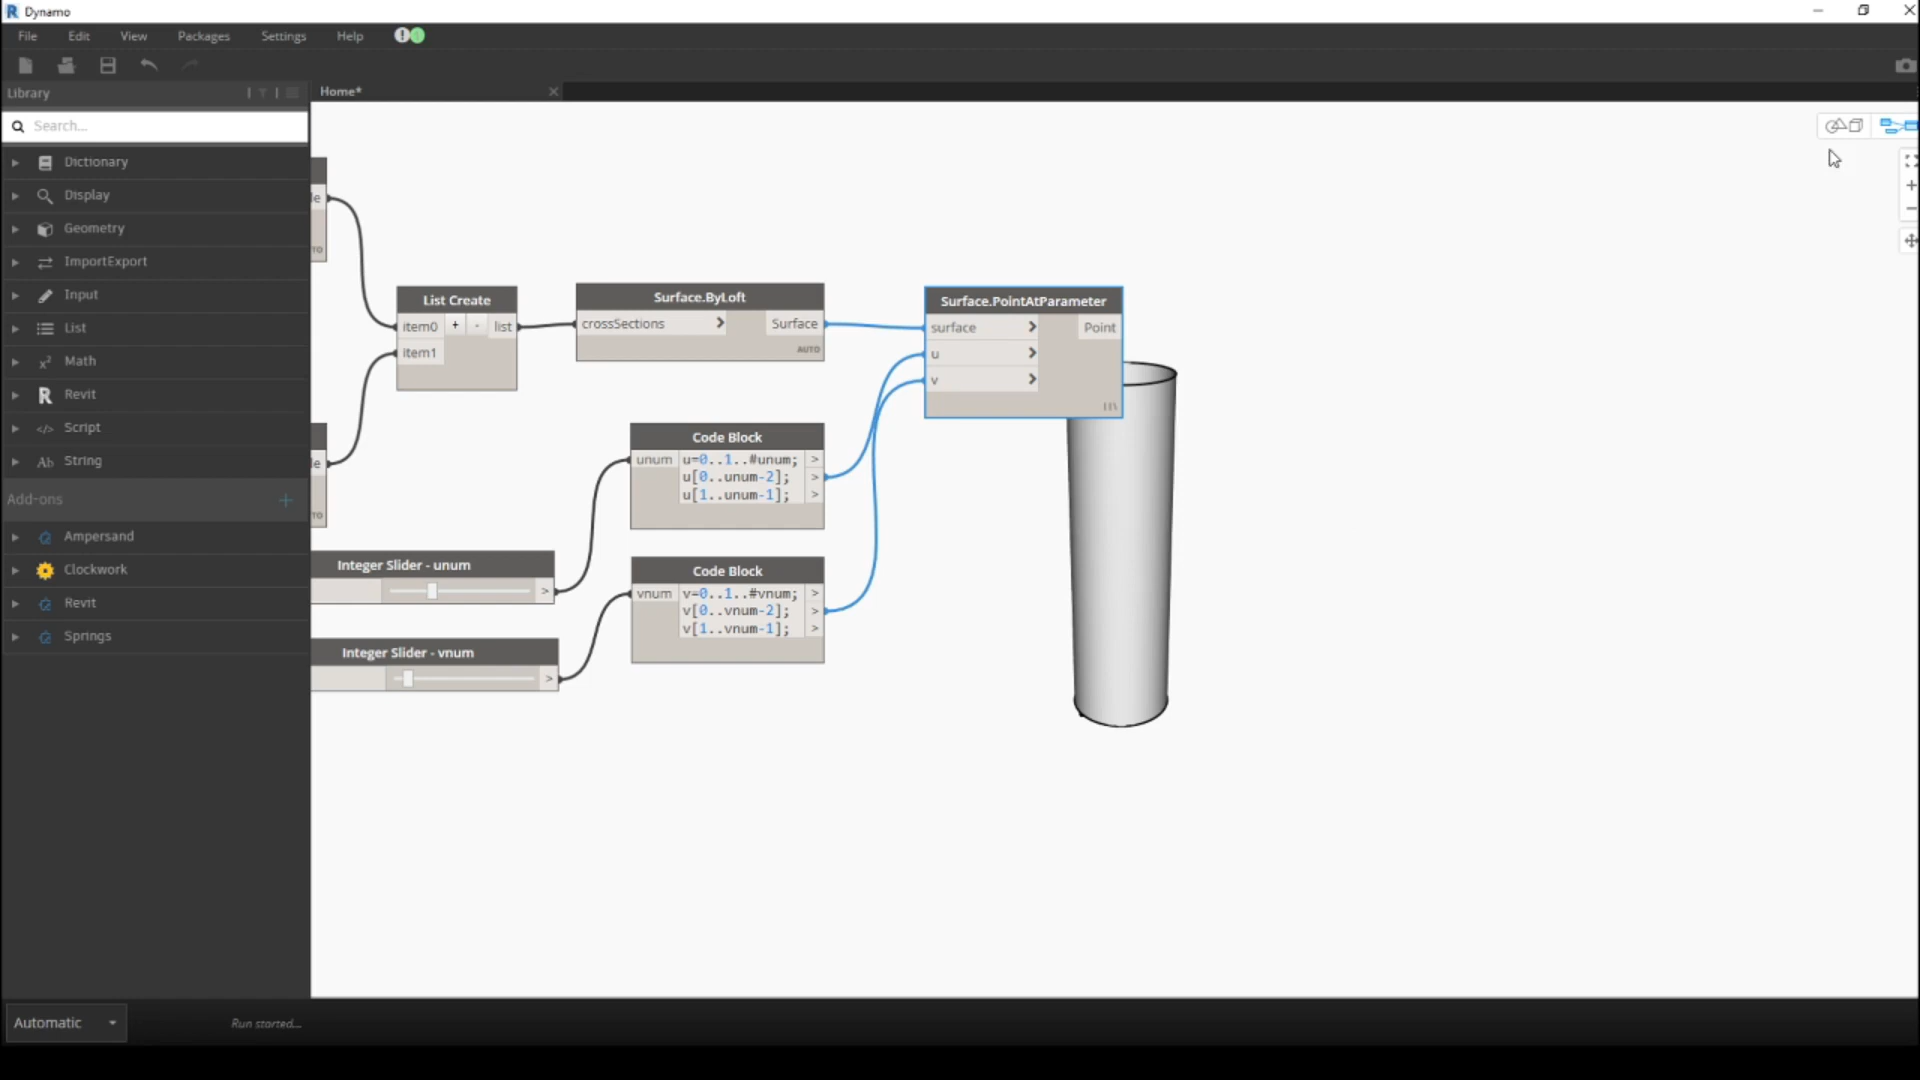 Dynamo
File Edit View Packages Settings Help
Library
Home*
Search...
Dictionary
Display
Geometry
ImportExport
Input
List
Math
Revit
Script
String
Add-ons
Ampersand
Clockwork
Revit
Springs
List Create
item0 + - list
item1
Surface.ByLoft
crossSections > Surface
AUTO
Surface.PointAtParameter
surface > Point
u >
v >
Code Block
unum u=0..1..#unum; >
u[0..unum-2]; >
u[1..unum-1]; >
Code Block
vnum v=0..1..#vnum; >
v[0..vnum-2]; >
v[1..vnum-1]; >
Integer Slider - unum
>
Integer Slider - vnum
>
Automatic
Run started...